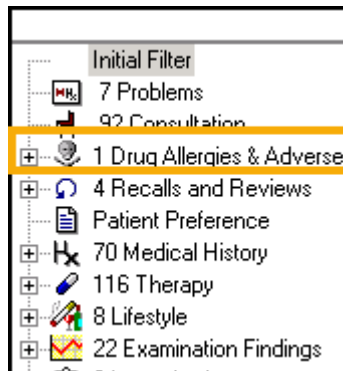 Initial Filter
7 Problems
92 Consultation
1 Drug Allergies & Adverse
4 Recalls and Reviews
Patient Preference
Hx 70 Medical History
116 Therapy
8 Lifestyle
22 Examination Findings